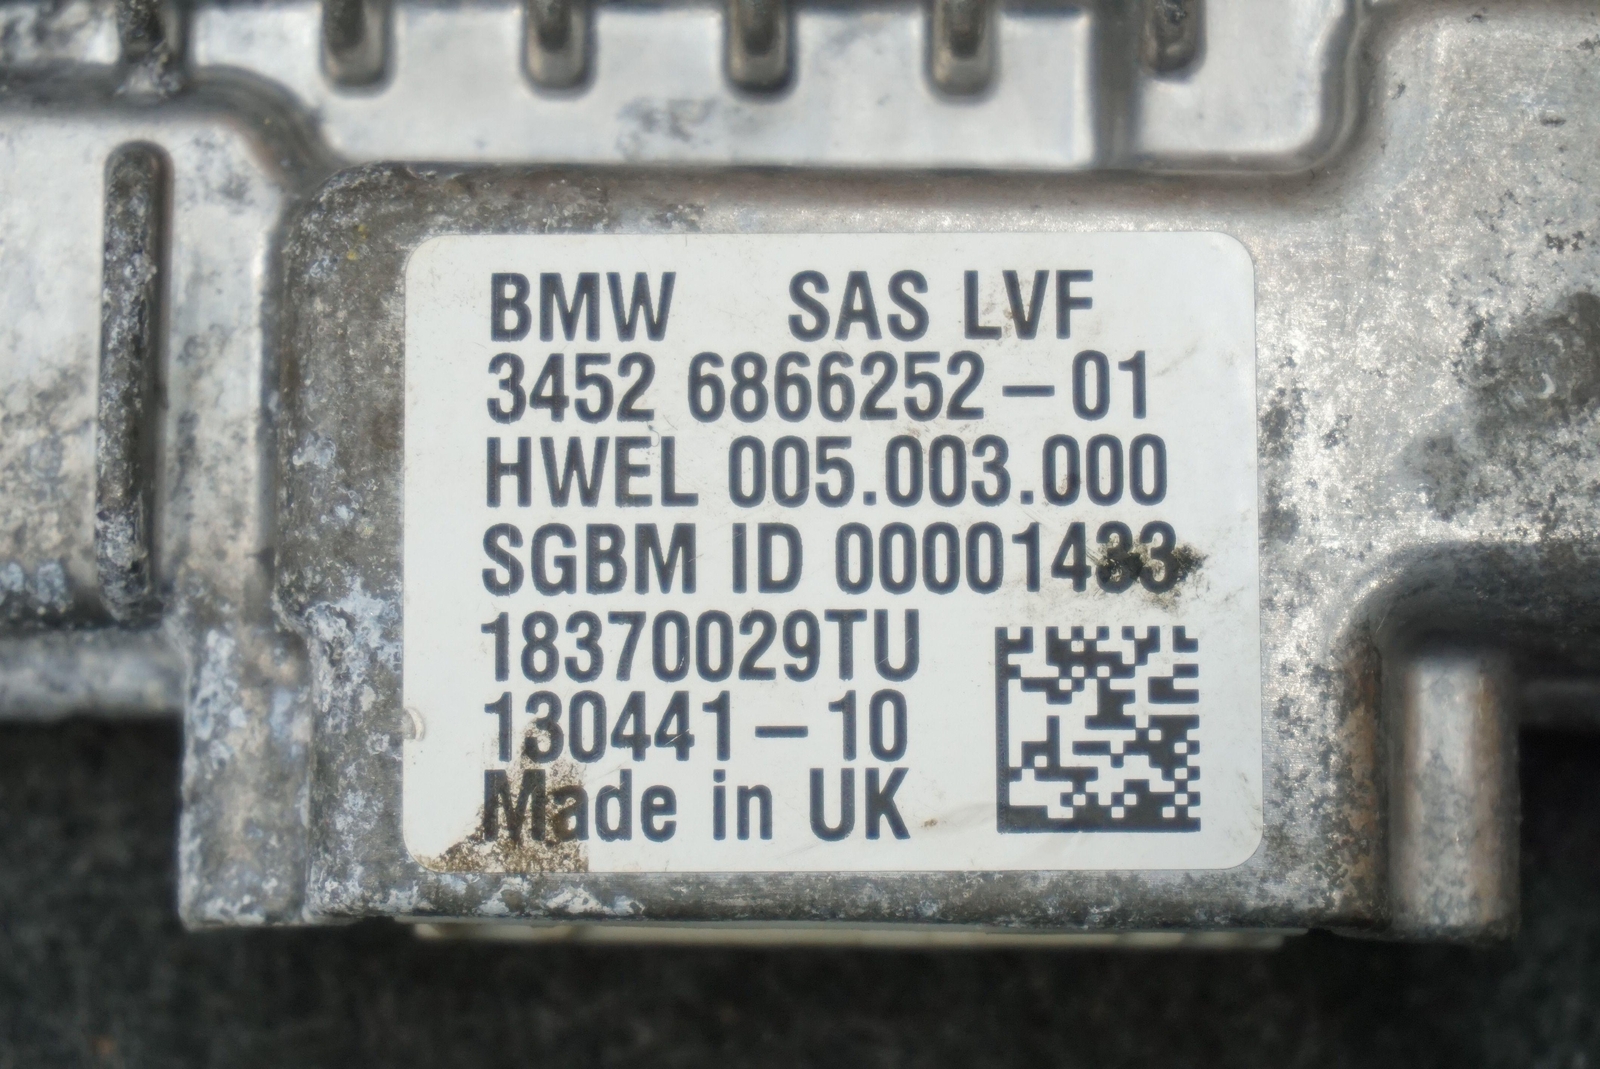 BMW SAS LVF
3452 6866252-01
HWEL 005.003.000
SGBM ID 00001433
18370029TU
130441-10
Made in UK